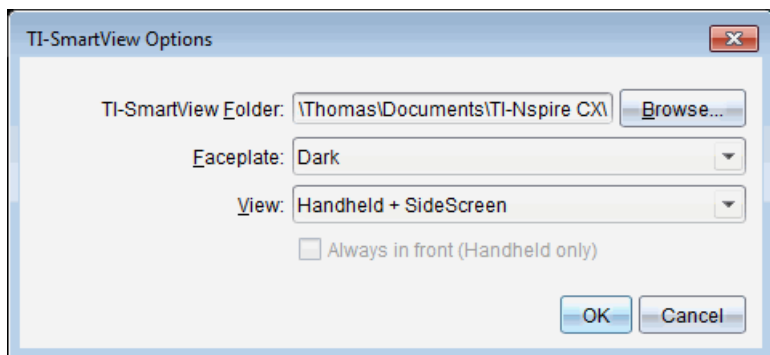 TI-SmartView Options
TI-SmartView Folder: \Thomas\Documents\TI-Nspire CX\ Browse...
Faceplate: Dark
View: Handheld + SideScreen
Always in front (Handheld only)
OK Cancel